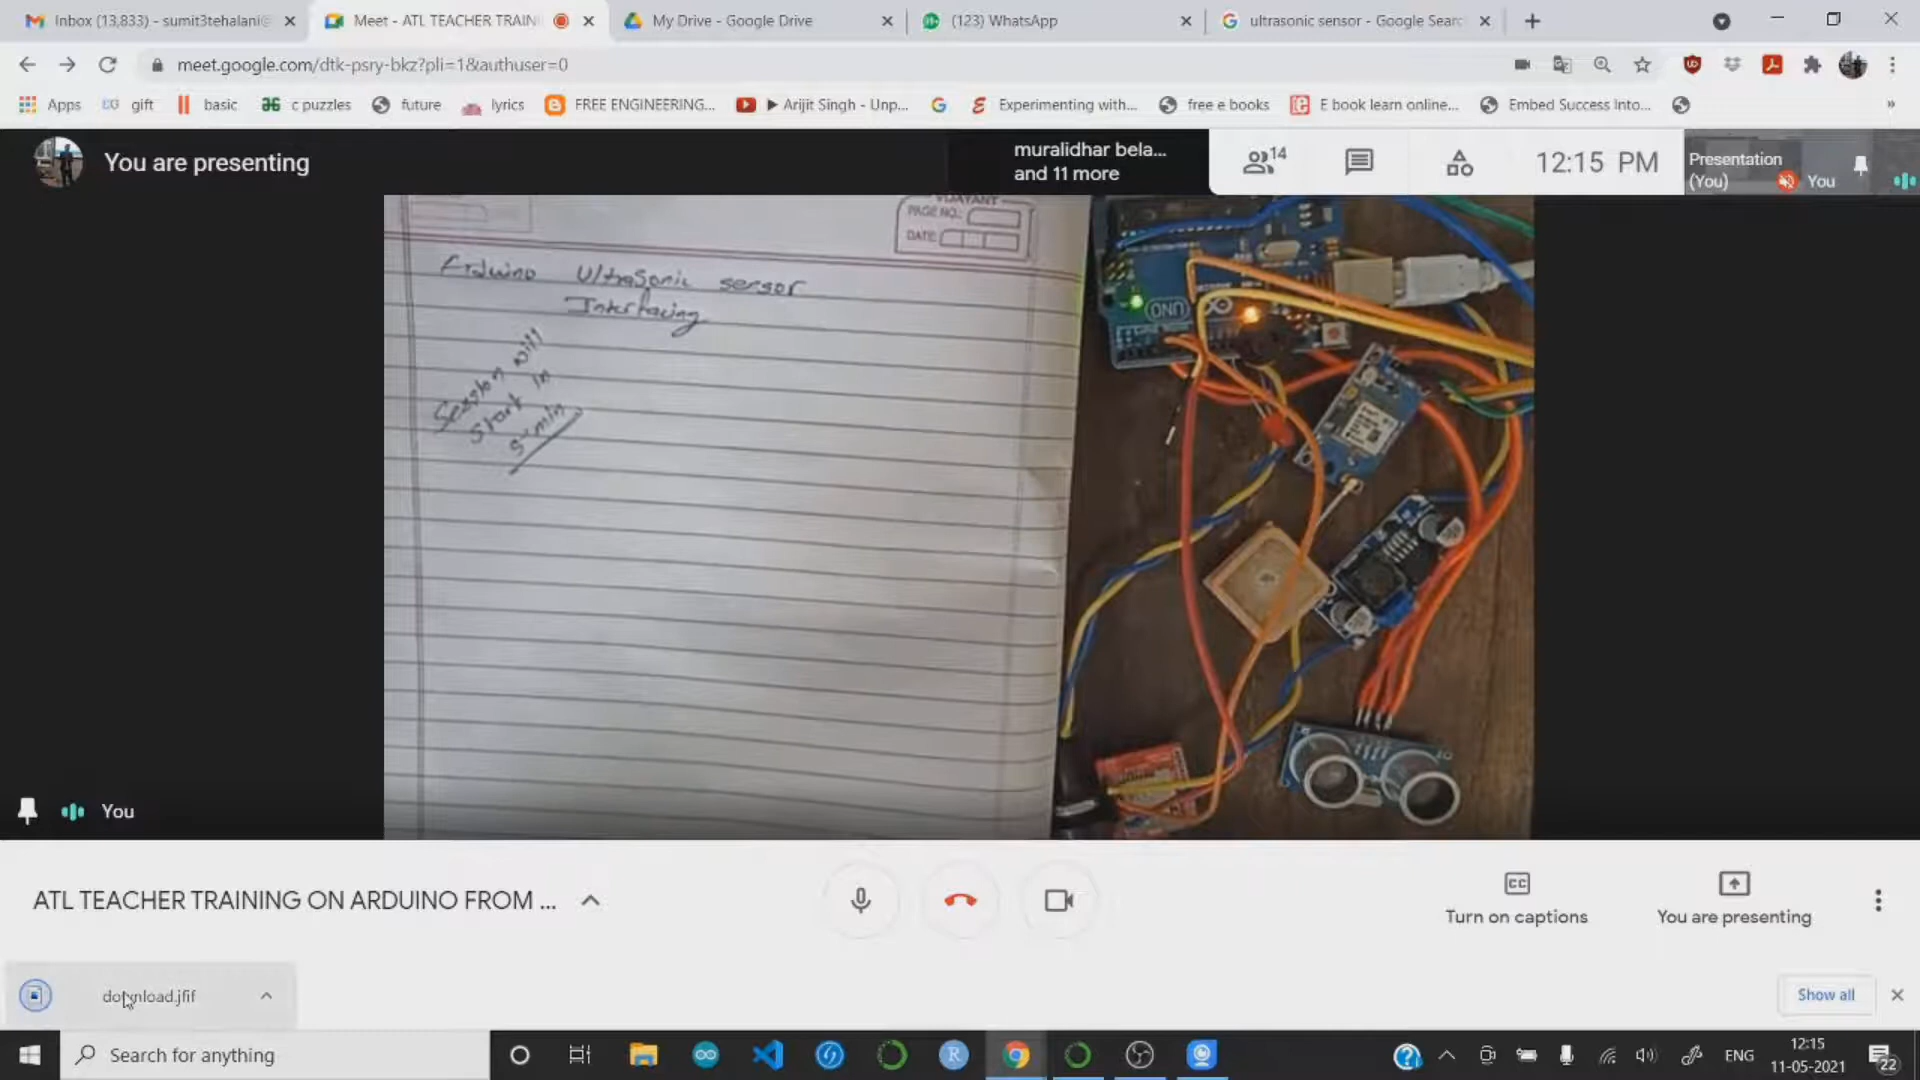 Inbox (13,833) - sumit3tehalani@
Meet - ATL TEACHER TRAIN
My Drive - Google Drive
(123) WhatsApp
ultrasonic sensor - Google Sear
meet.google.com/dtk-psry-bkz?pli=1&authuser=0
Apps
gift
basic
c puzzles
future
lyrics
FREE ENGINEERING...
▶ Arijit Singh - Unp...
Experimenting with...
free e books
E book learn online...
Embed Success Into...
»
You are presenting
muralidhar bela...
and 11 more
14
12:15 PM
Presentation
(You)
You
VIJAYANT
PAGE NO.:
DATE:
Arduino UltraSonic sensor
Interfacing
Session will
Start in
5 min
UNO
You
ATL TEACHER TRAINING ON ARDUINO FROM ...
Turn on captions
You are presenting
download.jfif
Show all
Search for anything
ENG
12:15
11-05-2021
22